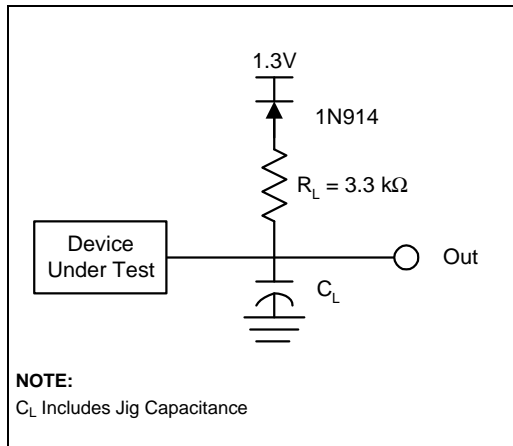 1.3V
1N914
R_L = 3.3 kΩ
Device
Under Test
Out
C_L
NOTE:
C_L Includes Jig Capacitance